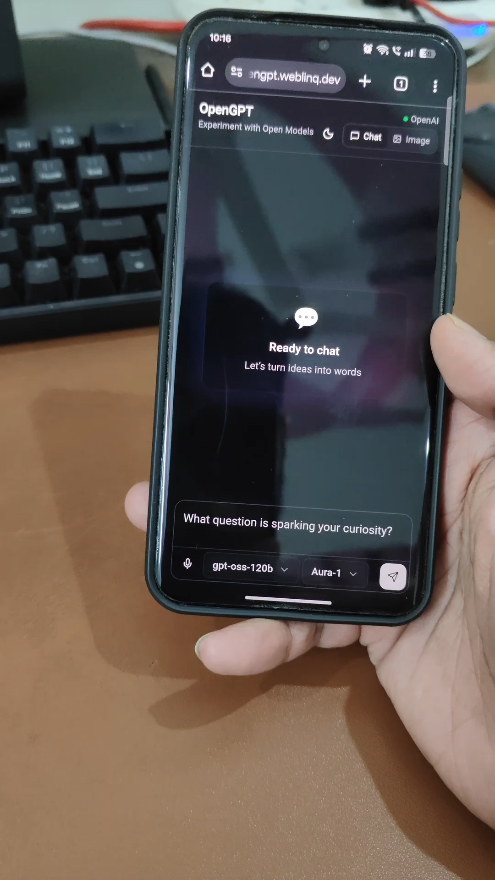 10:16
ngpt.weblinq.dev
1
OpenGPT
OpenAI
Experiment with Open Models
Chat
Image
Ready to chat
Let's turn ideas into words
What question is sparking your curiosity?
gpt-oss-120b
Aura-1